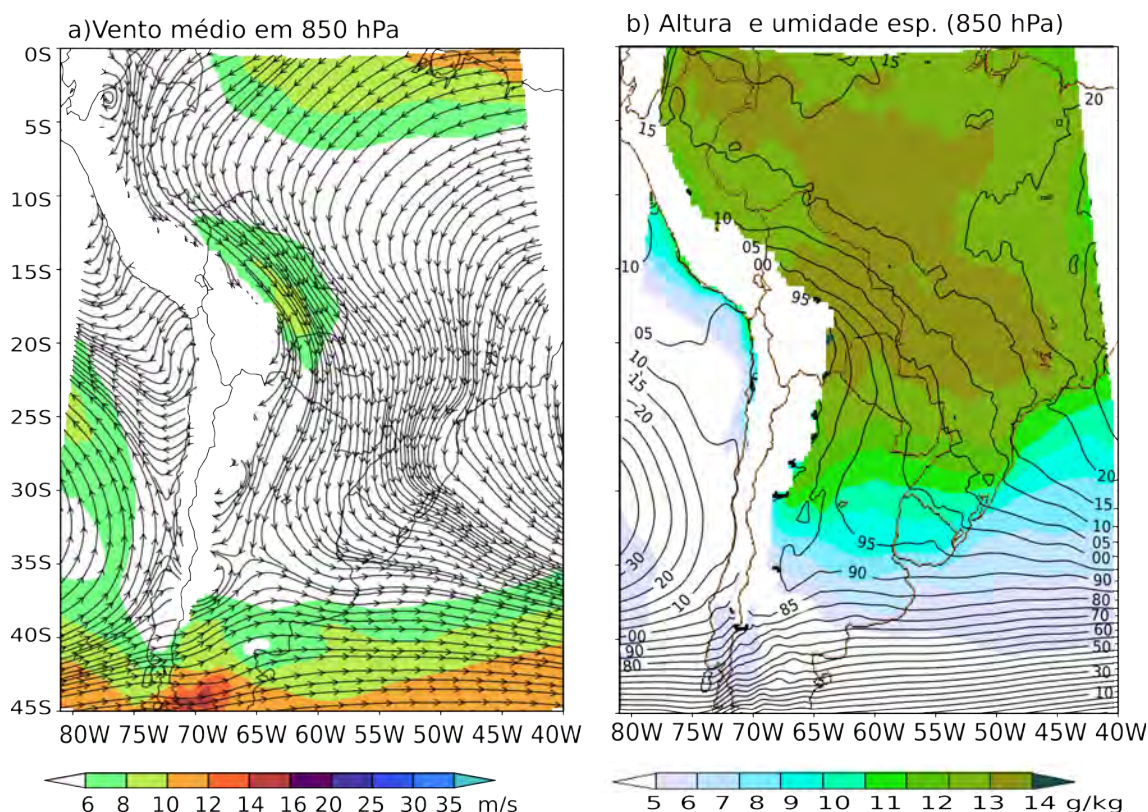 a)Vento médio em 850 hPa
b) Altura  e umidade esp. (850 hPa)
0S
5S
10S
15S
20S
25S
30S
35S
40S
45S
80W 75W 70W 65W 60W 55W 50W 45W 40W
6 8 10 12 14 16 20 25 30 35 m/s
15
20
15
10
05
00
95
10
05
10
15
20
30
20
10
00
90
80
95
90
85
20
15
10
05
00
90
80
70
60
50
30
10
80W 75W 70W 65W 60W 55W 50W 45W 40W
5 6 7 8 9 10 11 12 13 14 g/kg